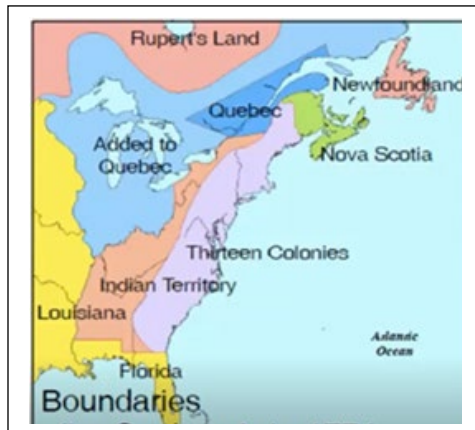 Rupert's Land
Newfoundland
Quebec
Added to
Quebec
Nova Scotia
Thirteen Colonies
Indian Territory
Louisiana
Atlantic
Ocean
Florida
Boundaries